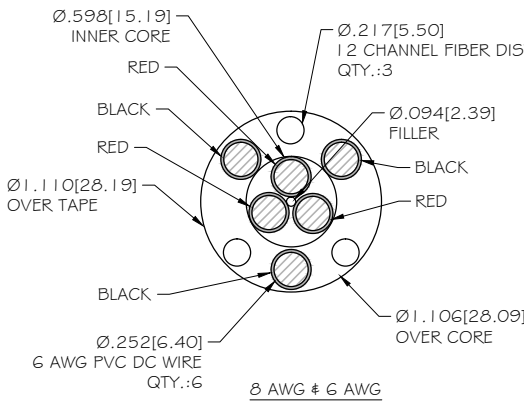 Ø.598[15.19]
INNER CORE
RED
BLACK
RED
Ø1.110[28.19]
OVER TAPE
BLACK
Ø.252[6.40]
6 AWG PVC DC WIRE
QTY.:6
Ø.217[5.50]
12 CHANNEL FIBER DIS
QTY.:3
Ø.094[2.39]
FILLER
BLACK
RED
Ø1.106[28.09]
OVER CORE
8 AWG & 6 AWG